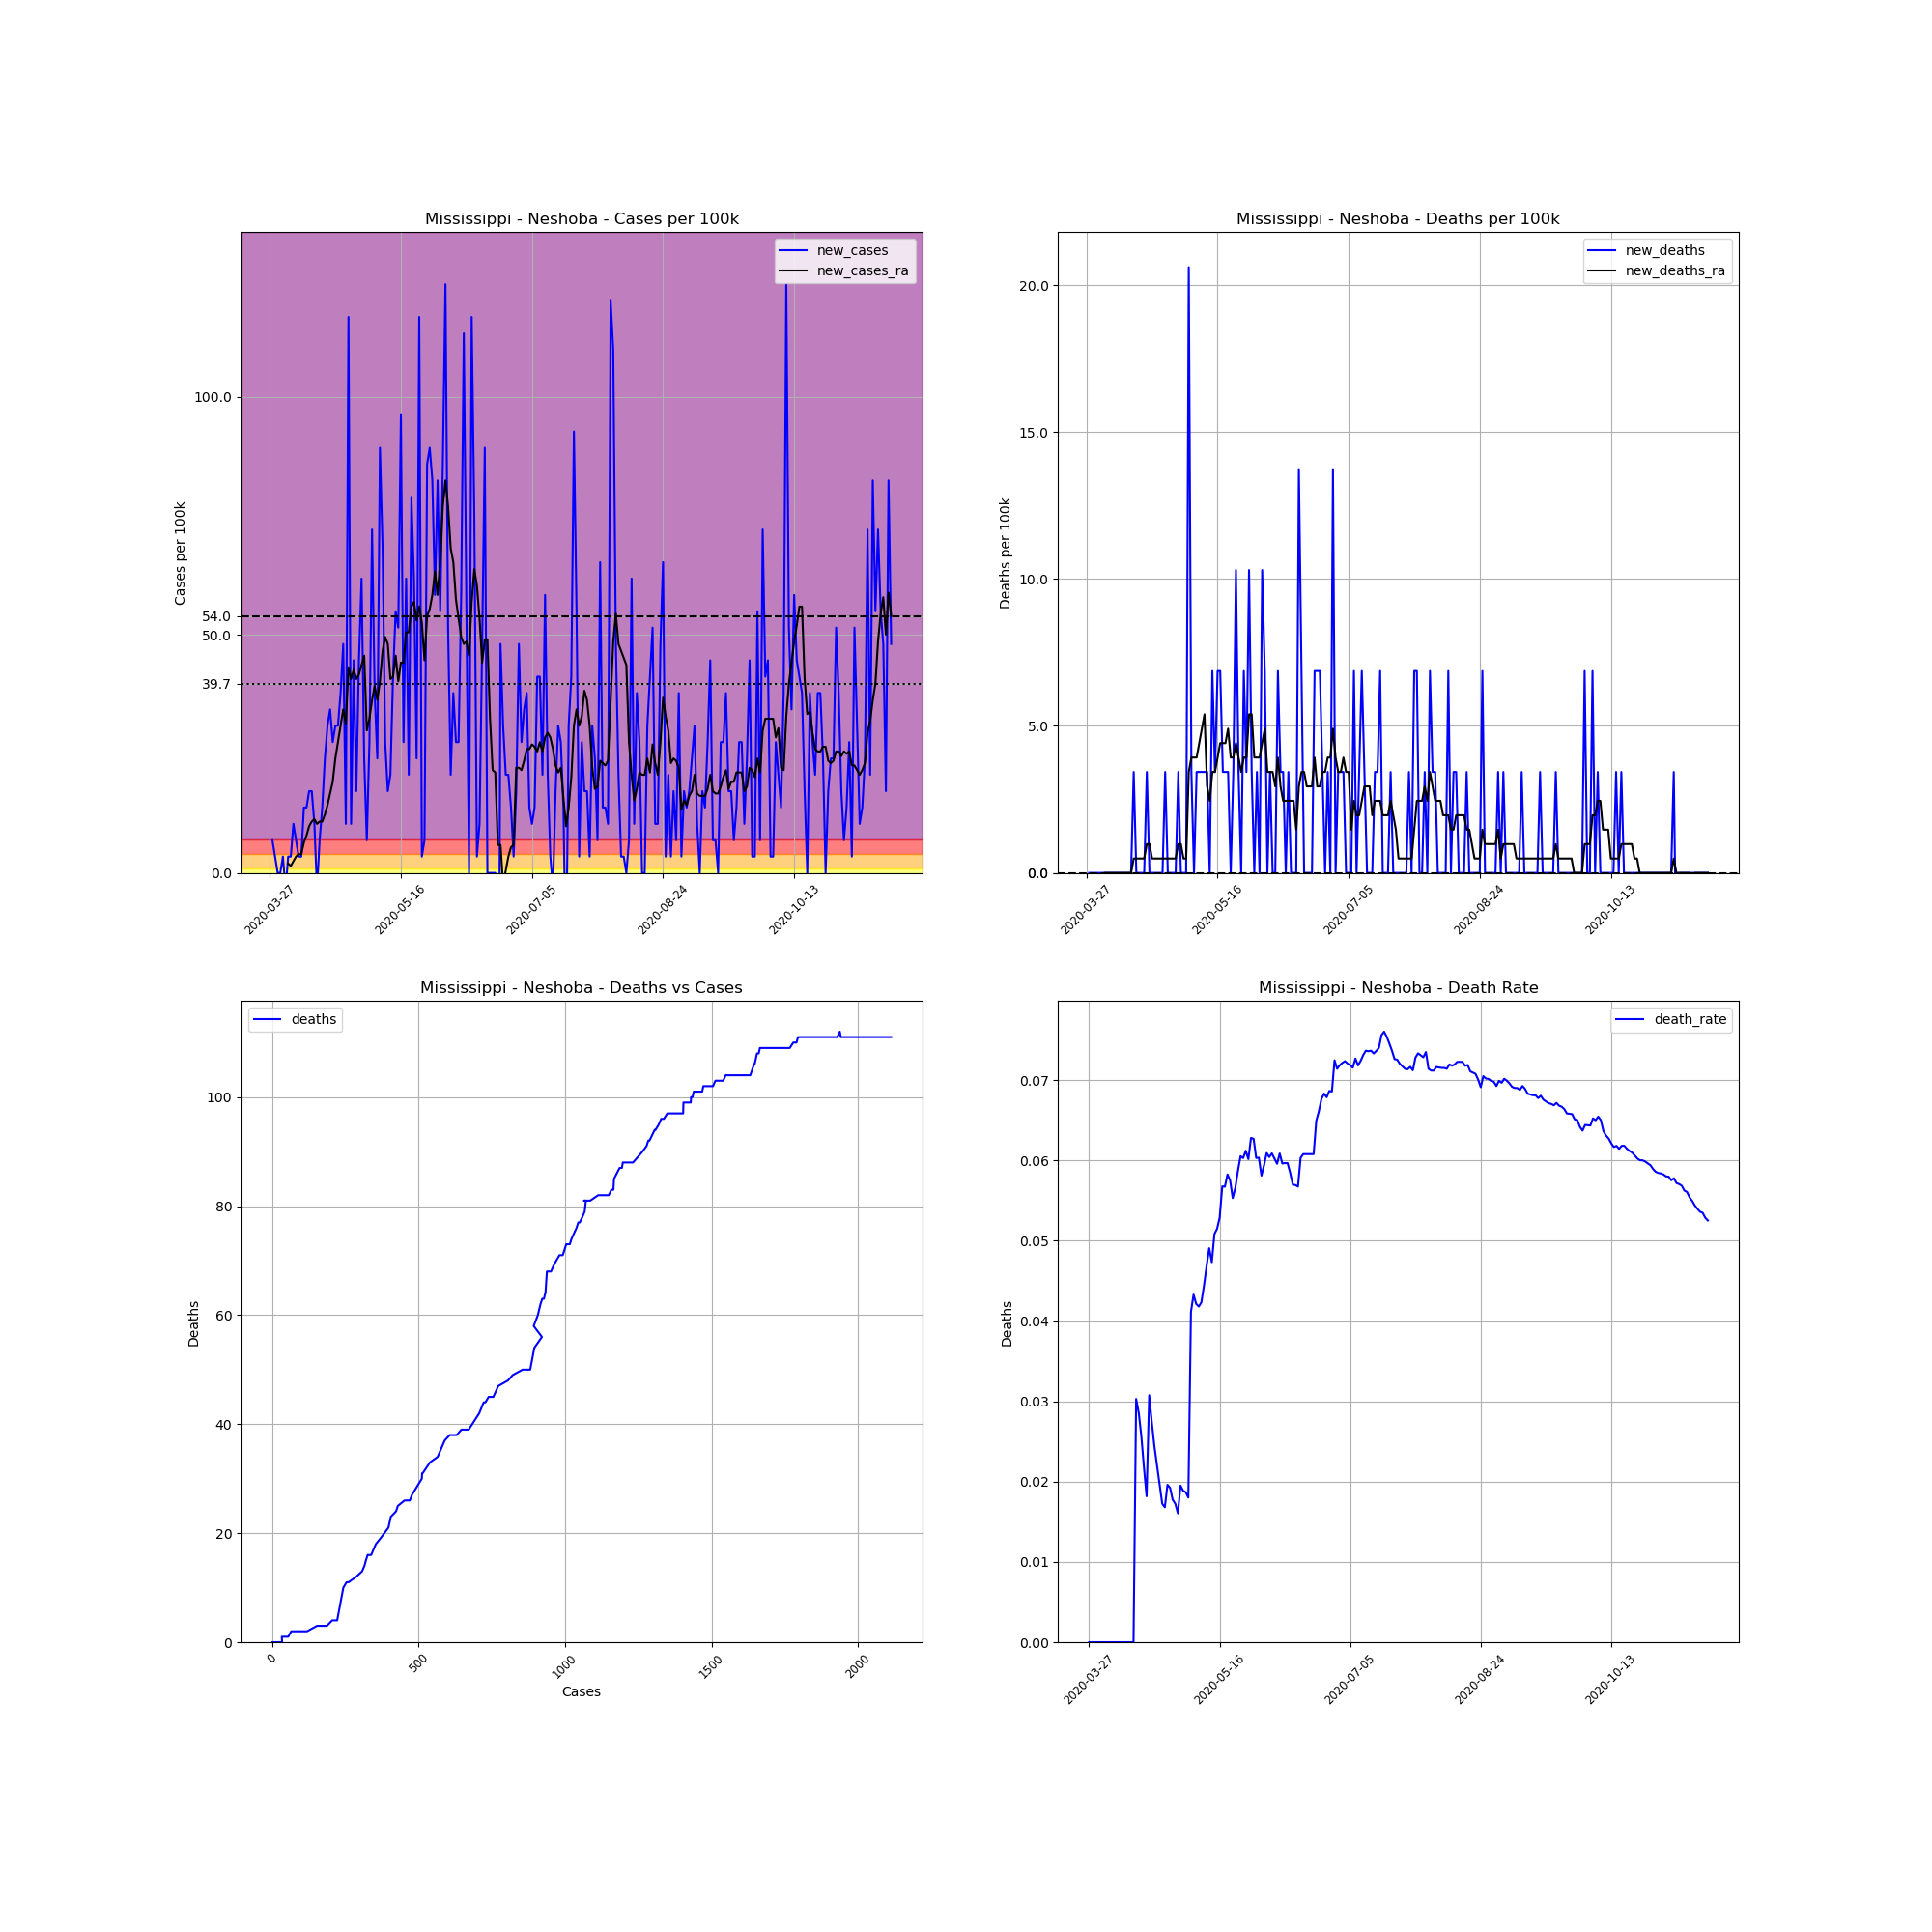 Mississippi - Neshoba - Cases per 100k
new_cases
new_cases_ra
Cases per 100k
100.0
54.0
50.0
39.7
0.0
2020-03-27
2020-05-16
2020-07-05
2020-08-24
2020-10-13
Mississippi - Neshoba - Deaths per 100k
new_deaths
new_deaths_ra
Deaths per 100k
20.0
15.0
10.0
5.0
0.0
2020-03-27
2020-05-16
2020-07-05
2020-08-24
2020-10-13
Mississippi - Neshoba - Deaths vs Cases
deaths
Deaths
100
80
60
40
20
0
0
500
1000
1500
2000
Cases
Mississippi - Neshoba - Death Rate
death_rate
Deaths
0.07
0.06
0.05
0.04
0.03
0.02
0.01
0.00
2020-03-27
2020-05-16
2020-07-05
2020-08-24
2020-10-13